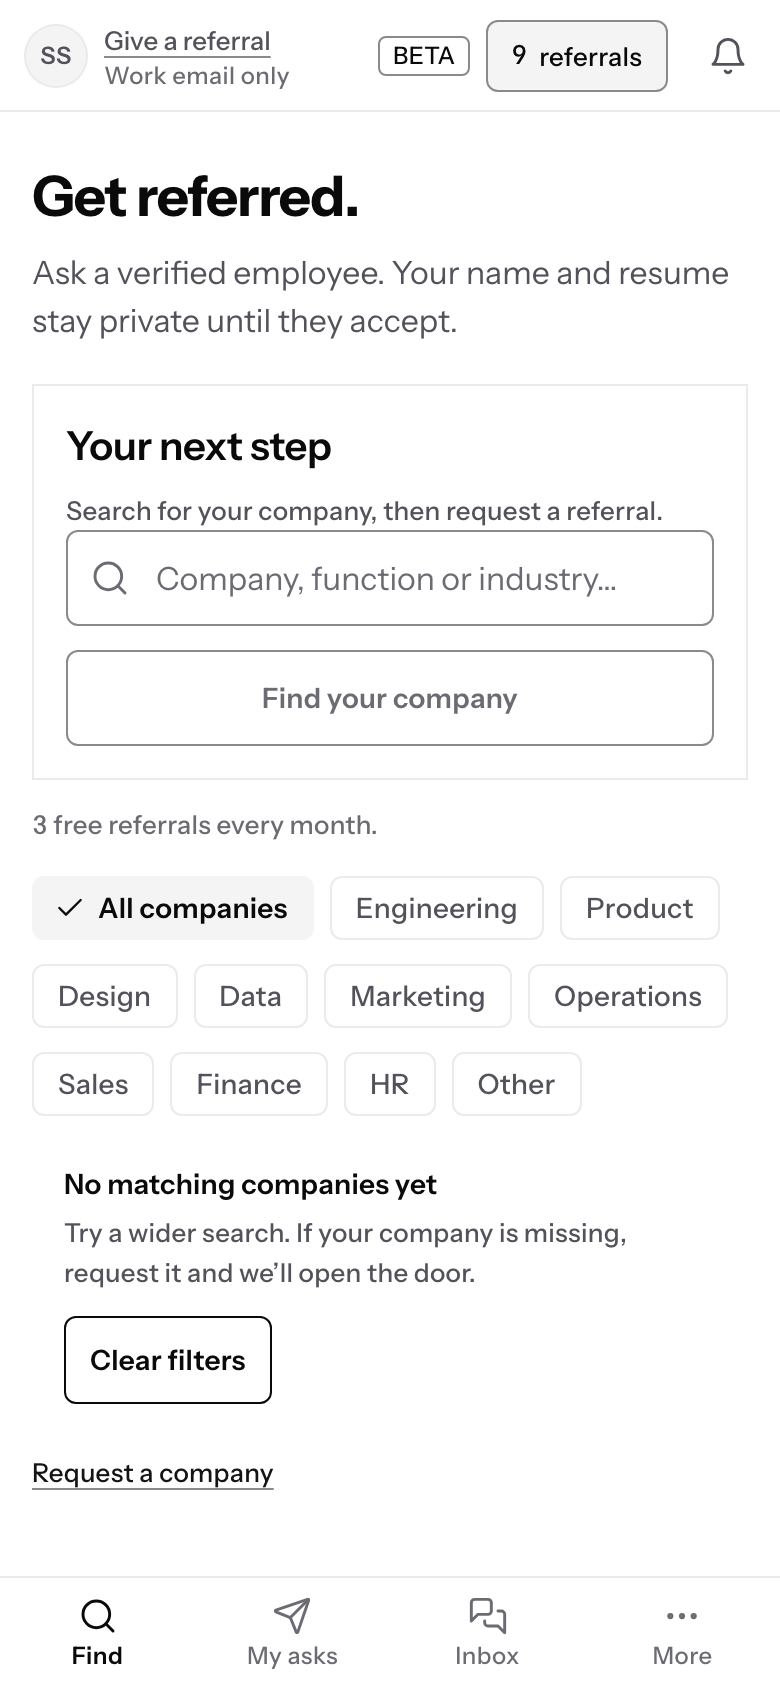 SS
Give a referral
Work email only
BETA
9 referrals
Get referred.
Ask a verified employee. Your name and resume
stay private until they accept.
Your next step
Search for your company, then request a referral.
Company, function or industry...
Find your company
3 free referrals every month.
All companies
Engineering
Product
Design
Data
Marketing
Operations
Sales
Finance
HR
Other
No matching companies yet
Try a wider search. If your company is missing,
request it and we’ll open the door.
Clear filters
Request a company
Find
My asks
Inbox
More